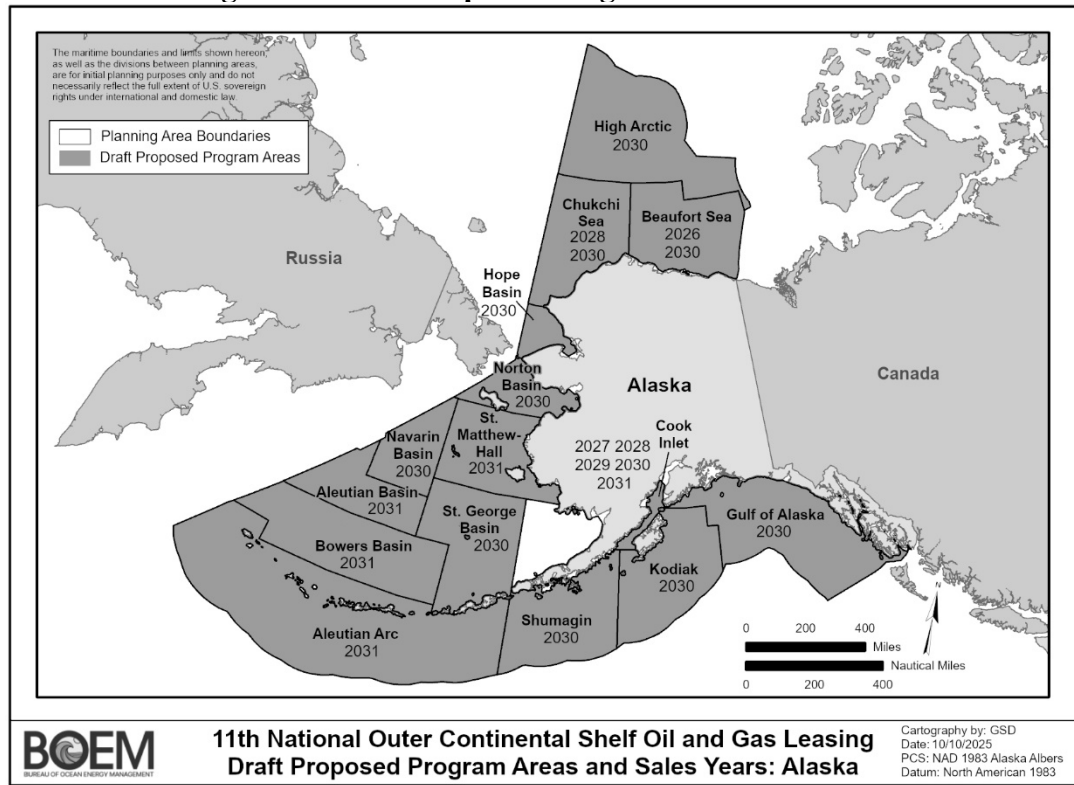 The maritime boundaries and limits shown hereon,
as well as the divisions between planning areas,
are for initial planning purposes only and do not
necessarily reflect the full extent of U.S. sovereign
rights under international and domestic law.
Planning Area Boundaries
Draft Proposed Program Areas
High Arctic
2030
Chukchi
Sea
2028
2030
Beaufort Sea
2026
2030
Russia
Hope
Basin
2030
Norton
Basin
2030
Alaska
Canada
St.
Matthew-
Hall
2031
Navarin
Basin
2030
Cook
Inlet
2027 2028
2029 2030
2031
Aleutian Basin
2031
St. George
Basin
2030
Gulf of Alaska
2030
Bowers Basin
2031
Kodiak
2030
Aleutian Arc
2031
Shumagin
2030
N
0 200 400
Miles
Nautical Miles
0 200 400
BOEM
BUREAU OF OCEAN ENERGY MANAGEMENT
11th National Outer Continental Shelf Oil and Gas Leasing
Draft Proposed Program Areas and Sales Years: Alaska
Cartography by: GSD
Date: 10/10/2025
PCS: NAD 1983 Alaska Albers
Datum: North American 1983